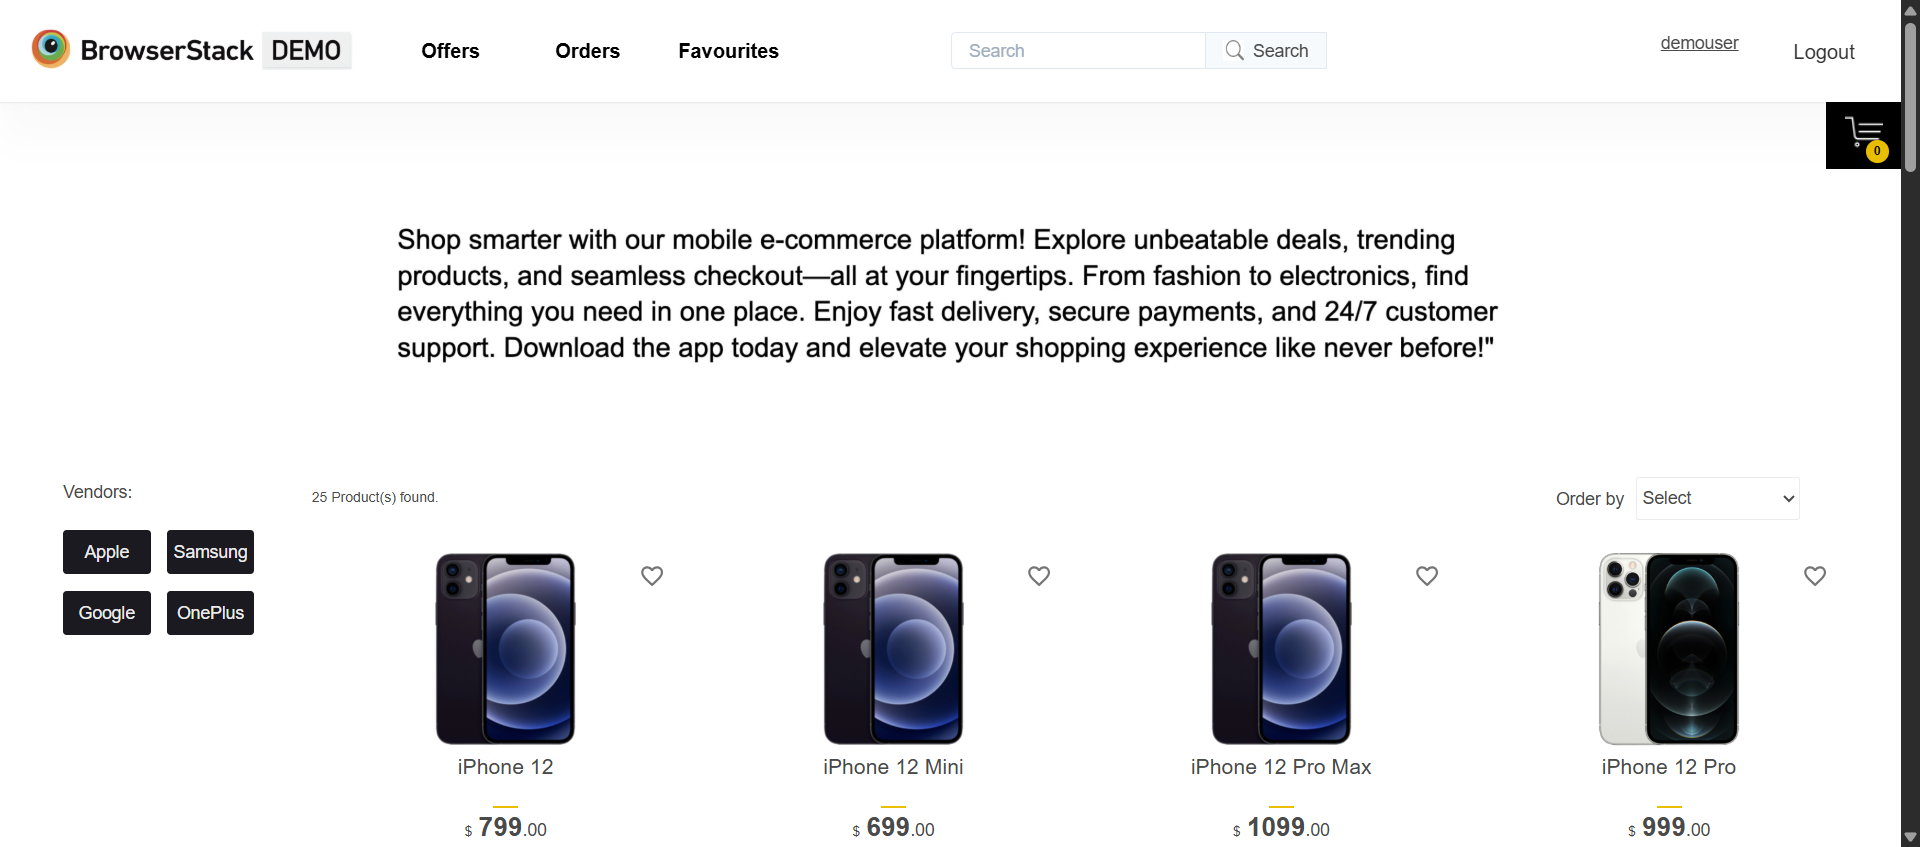 BrowserStack DEMO
Offers Orders Favourites
Search Search
demouser
Logout
0
Shop smarter with our mobile e-commerce platform! Explore unbeatable deals, trending
products, and seamless checkout—all at your fingertips. From fashion to electronics, find
everything you need in one place. Enjoy fast delivery, secure payments, and 24/7 customer
support. Download the app today and elevate your shopping experience like never before!"
Vendors:
Apple Samsung
Google OnePlus
25 Product(s) found.
Order by Select
iPhone 12
$ 799.00
iPhone 12 Mini
$ 699.00
iPhone 12 Pro Max
$ 1099.00
iPhone 12 Pro
$ 999.00